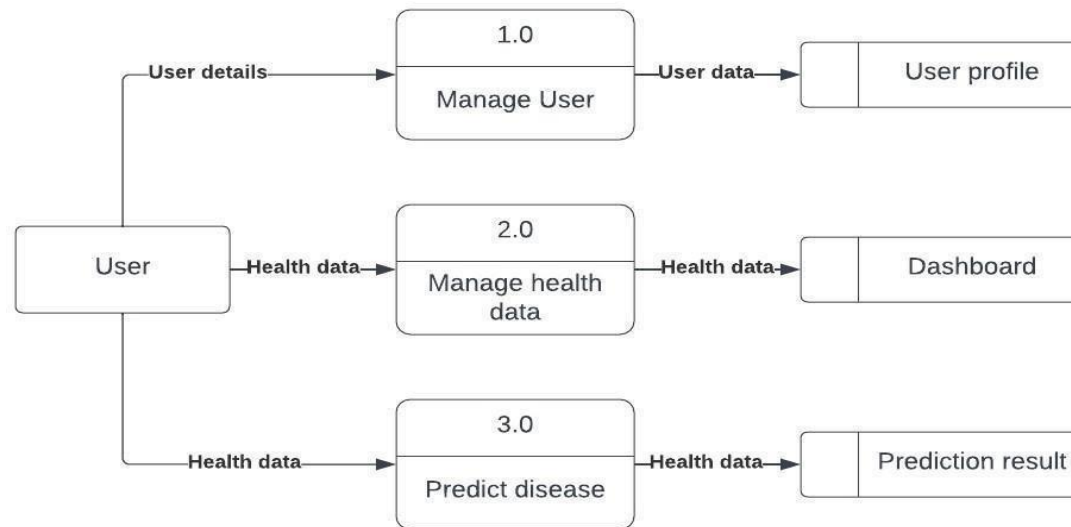 1.0
User details
Manage User
User data
User profile
User
Health data
2.0
Manage health
data
Health data
Dashboard
Health data
3.0
Predict disease
Health data
Prediction result